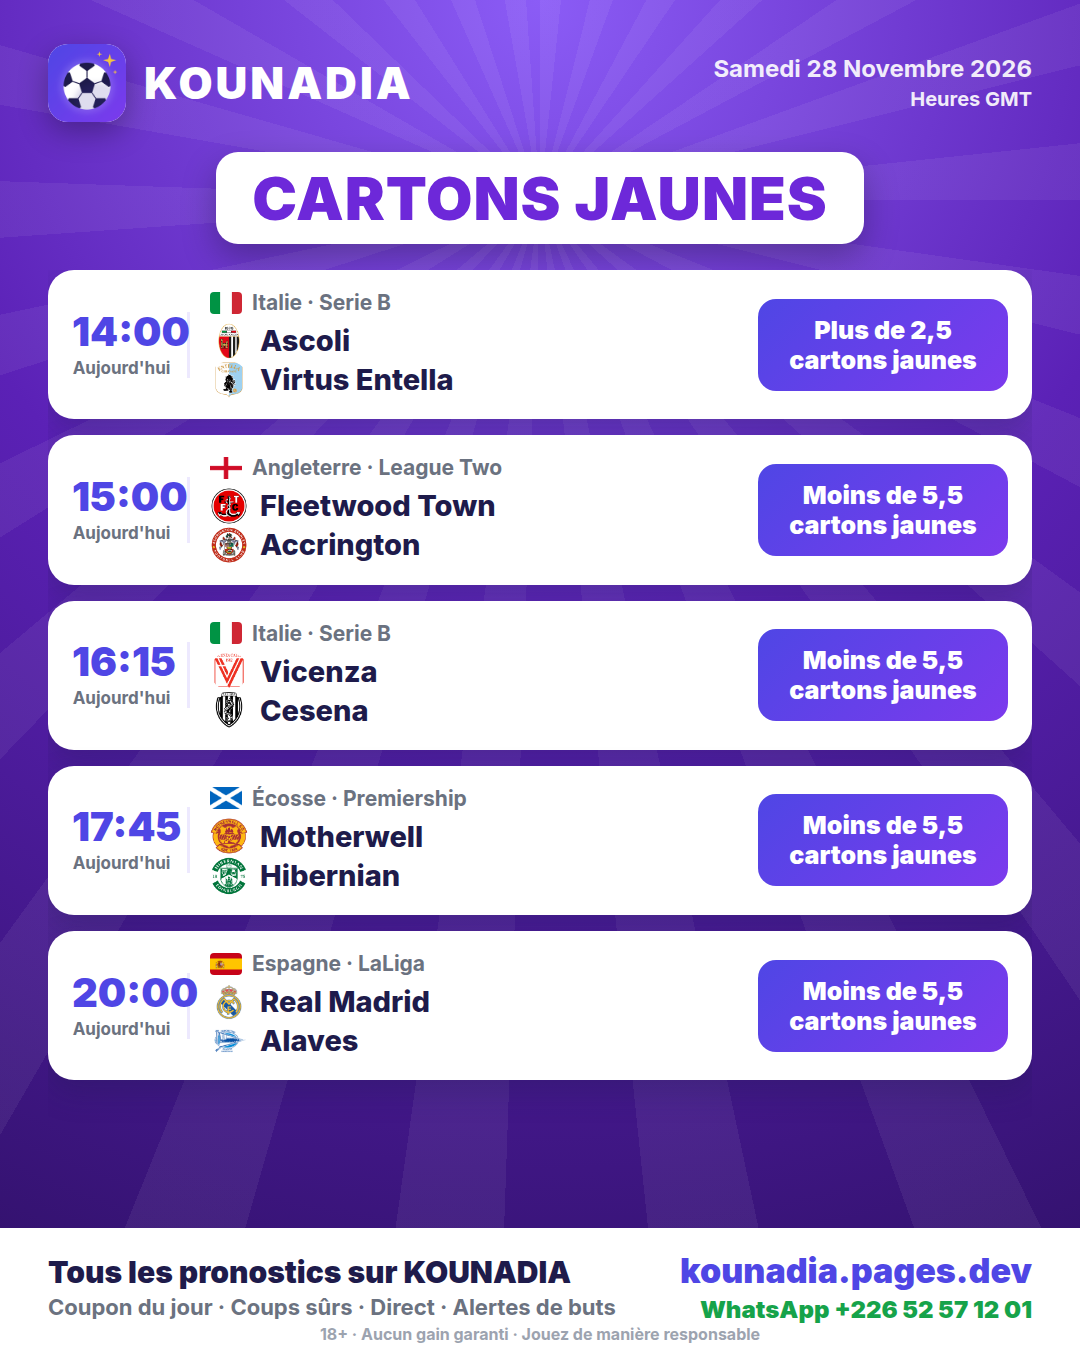 KOUNADIA
Samedi 28 Novembre 2026
Heures GMT
CARTONS JAUNES
14:00
Aujourd'hui
Italie · Serie B
Ascoli
Virtus Entella
Plus de 2,5
cartons jaunes
15:00
Aujourd'hui
Angleterre · League Two
Fleetwood Town
Accrington
Moins de 5,5
cartons jaunes
16:15
Aujourd'hui
Italie · Serie B
Vicenza
Cesena
Moins de 5,5
cartons jaunes
17:45
Aujourd'hui
Écosse · Premiership
Motherwell
Hibernian
Moins de 5,5
cartons jaunes
20:00
Aujourd'hui
Espagne · LaLiga
Real Madrid
Alaves
Moins de 5,5
cartons jaunes
Tous les pronostics sur KOUNADIA
kounadia.pages.dev
Coupon du jour · Coups sûrs · Direct · Alertes de buts
WhatsApp +226 52 57 12 01
18+ · Aucun gain garanti · Jouez de manière responsable